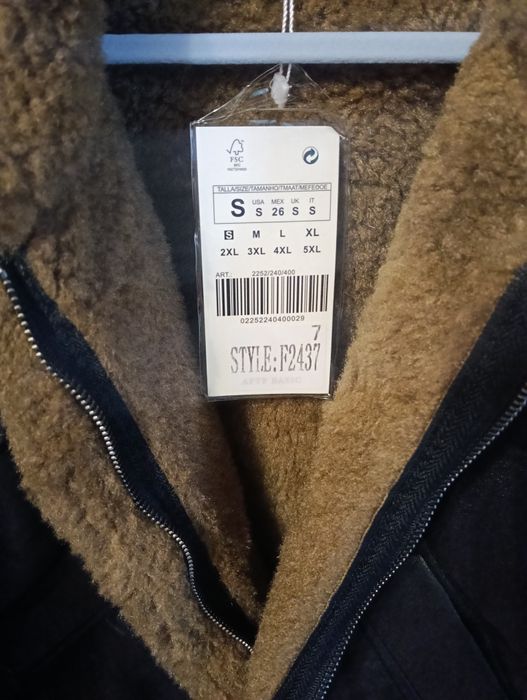 FSC
TALLA/SIZE/TAMANHO/TMAAT/MEFEOOE
S USA MEX UK IT
S 26 S S
S M L XL
2XL 3XL 4XL 5XL
ART.: 2252/240/400
02252240400029
7
STYLE:F2437